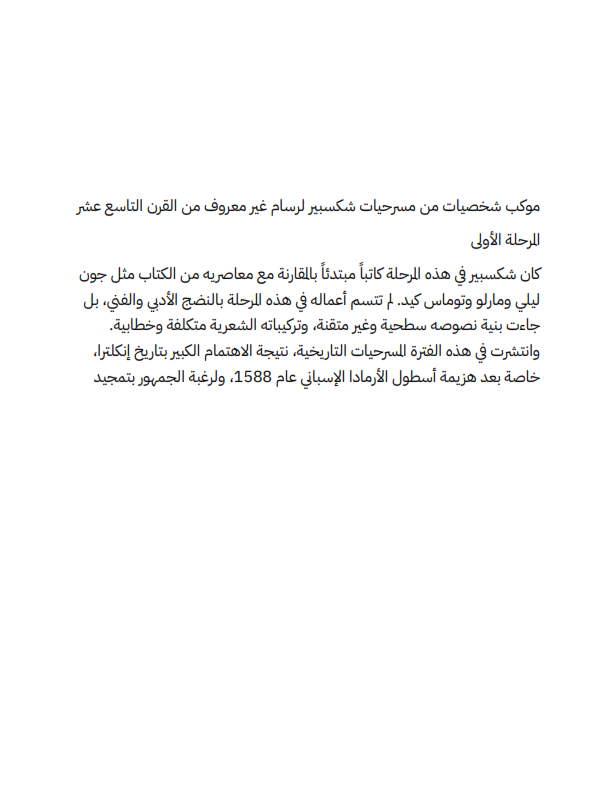 موكب شخصيات من مسرحيات شكسبير لرسام غير معروف من القرن التاسع عشر
المرحلة الأولى
كان شكسبير في هذه المرحلة كاتباً مبتدئاً بالمقارنة مع معاصريه من الكتاب مثل جون
ليلي ومارلو وتوماس كيد. لم تتسم أعماله في هذه المرحلة بالنضج الأدبي والفني، بل
جاءت بنية نصوصه سطحية وغير متقنة، وتركيباته الشعرية متكلفة وخطابية.
وانتشرت في هذه الفترة المسرحيات التاريخية، نتيجة الاهتمام الكبير بتاريخ إنكلترا،
خاصة بعد هزيمة أسطول الأرمادا الإسباني عام 1588، ولرغبة الجمهور بتمجيد